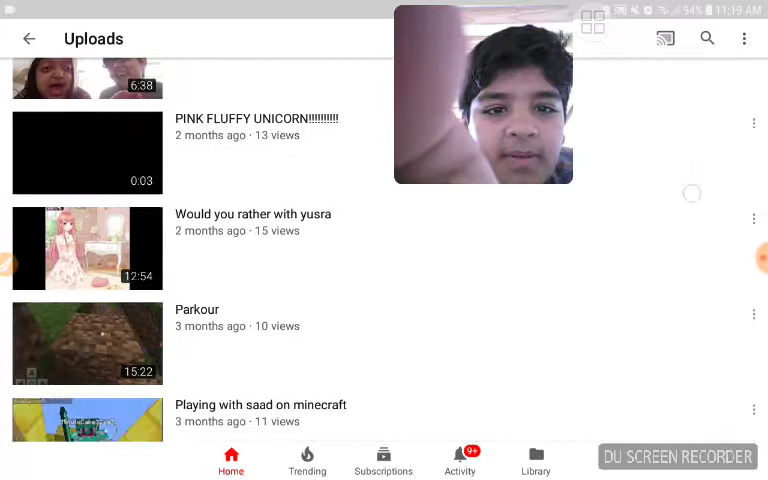 94% 11:19 AM
Uploads
6:38
PINK FLUFFY UNICORN!!!!!!!!!!
2 months ago · 13 views
0:03
Would you rather with yusra
2 months ago · 15 views
12:54
Parkour
3 months ago · 10 views
15:22
Playing with saad on minecraft
3 months ago · 11 views
Home
Trending
Subscriptions
9+
Activity
Library
DU SCREEN RECORDER